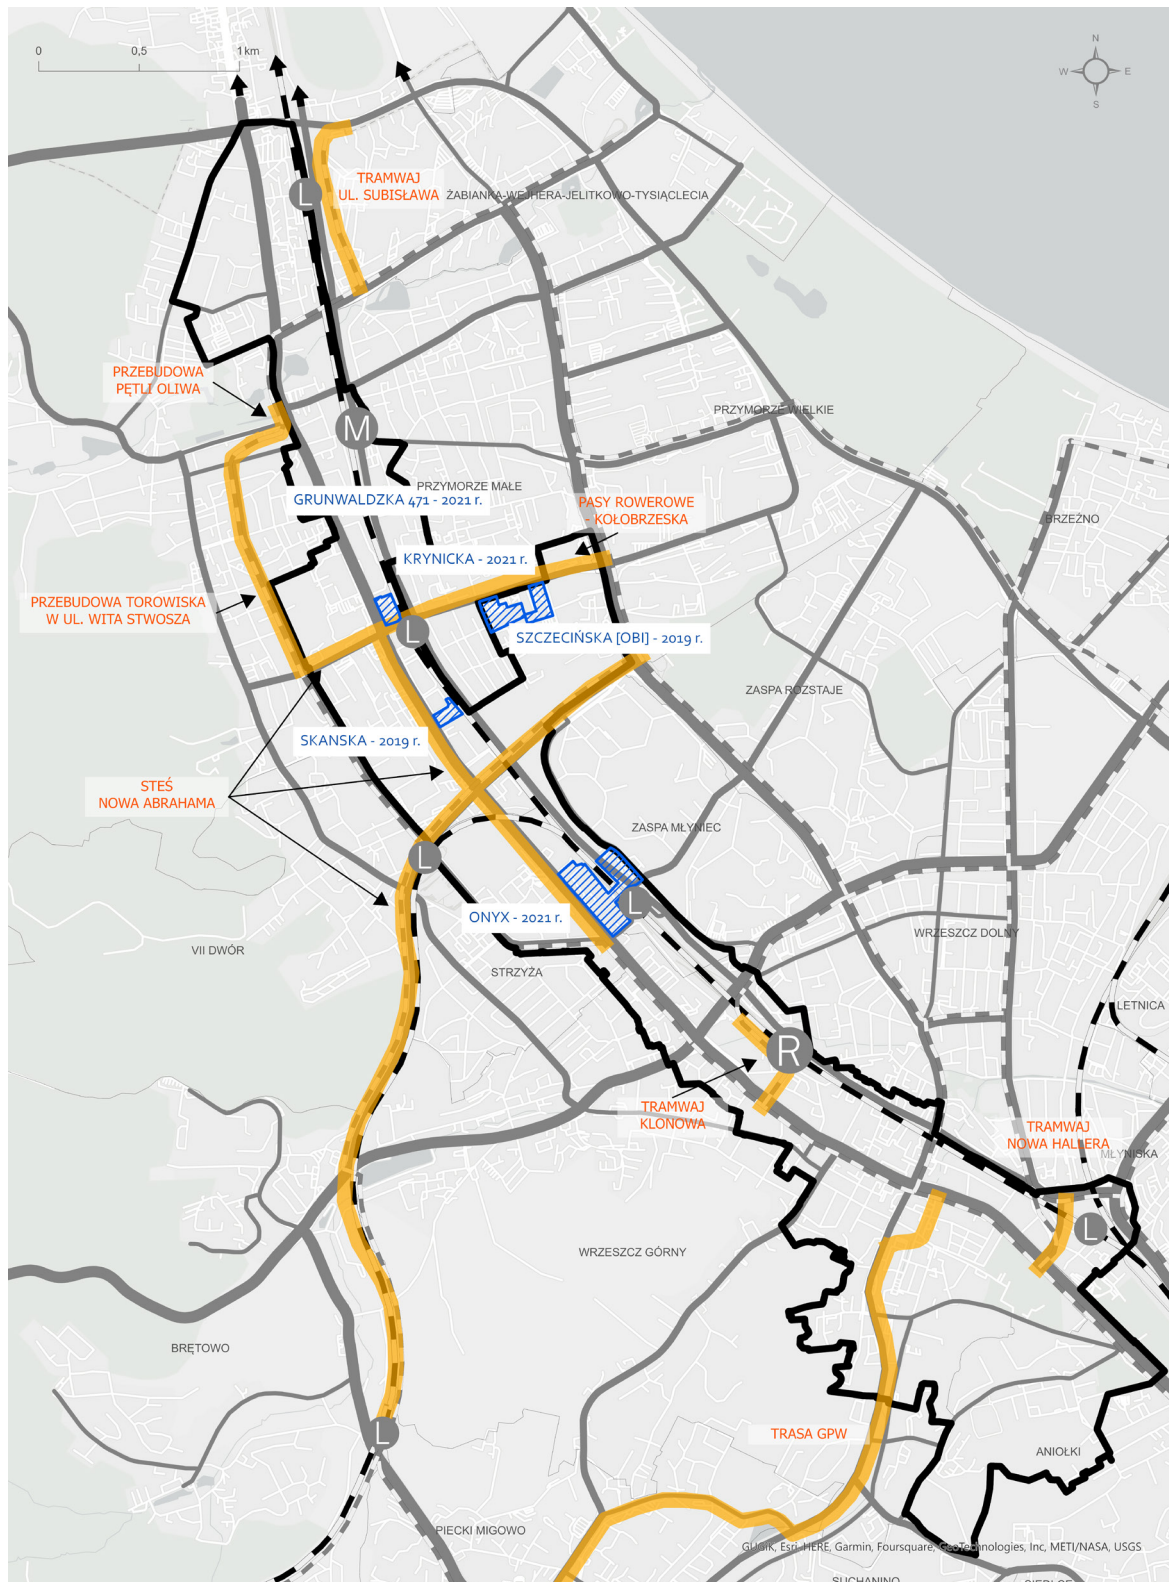 0 0,5 1 km
N
W E
S
TRAMWAJ
UL. SUBISŁAWA
ŻABIANKA-WEJHERA-JELITKOWO-TYSIĄCLECIA
L
PRZEBUDOWA
PĘTLI OLIWA
PRZYMORZE WIELKIE
M
PRZYMORZE MAŁE
GRUNWALDZKA 471 - 2021 r.
PASY ROWEROWE
- KOŁOBRZESKA
BRZEŹNO
KRYNICKA - 2021 r.
PRZEBUDOWA TOROWISKA
W UL. WITA STWOSZA
L
SZCZECIŃSKA [OBI] - 2019 r.
ZASPA ROZSTAJE
SKANSKA - 2019 r.
STEŚ
NOWA ABRAHAMA
ZASPA MŁYNIEC
L
L
ONYX - 2021 r.
WRZESZCZ DOLNY
VII DWÓR
STRZYŻA
LETNICA
R
TRAMWAJ
KLONOWA
TRAMWAJ
NOWA HALLERA
MŁYNISKA
L
WRZESZCZ GÓRNY
BRĘTOWO
L
TRASA GPW
ANIOŁKI
PIECKI MIGOWO
GUGiK, Esri, HERE, Garmin, Foursquare, GeoTechnologies, Inc, METI/NASA, USGS
SUCHANINO
SIEDLCE